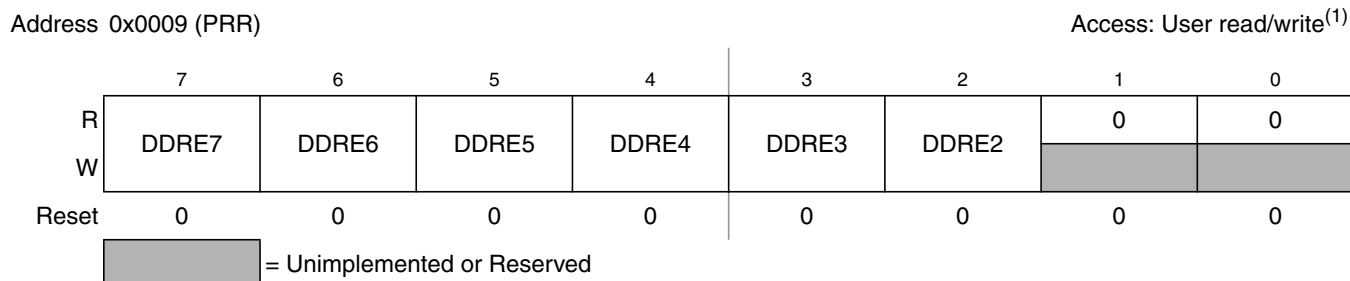 Address 0x0009 (PRR) Access: User read/write(1)
7 6 5 4 3 2 1 0
R DDRE7 DDRE6 DDRE5 DDRE4 DDRE3 DDRE2 0 0
W
Reset 0 0 0 0 0 0 0 0
= Unimplemented or Reserved